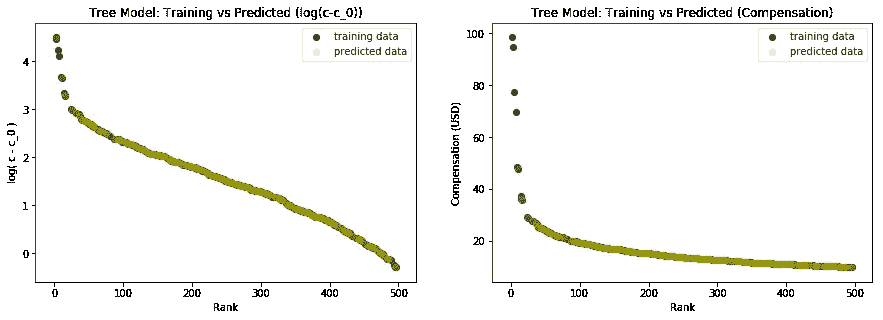 Tree Model: Training vs Predicted (log(c-c_0))
training data
predicted data
4
3
2
1
0
log( c - c_0 )
0 100 200 300 400 500
Rank
Tree Model: Training vs Predicted (Compensation)
training data
predicted data
100
80
60
40
20
Compensation (USD)
0 100 200 300 400 500
Rank